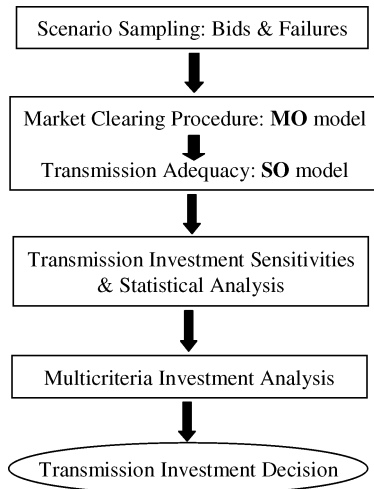 Scenario Sampling: Bids & Failures
Market Clearing Procedure: MO model
Transmission Adequacy: SO model
Transmission Investment Sensitivities
& Statistical Analysis
Multicriteria Investment Analysis
Transmission Investment Decision